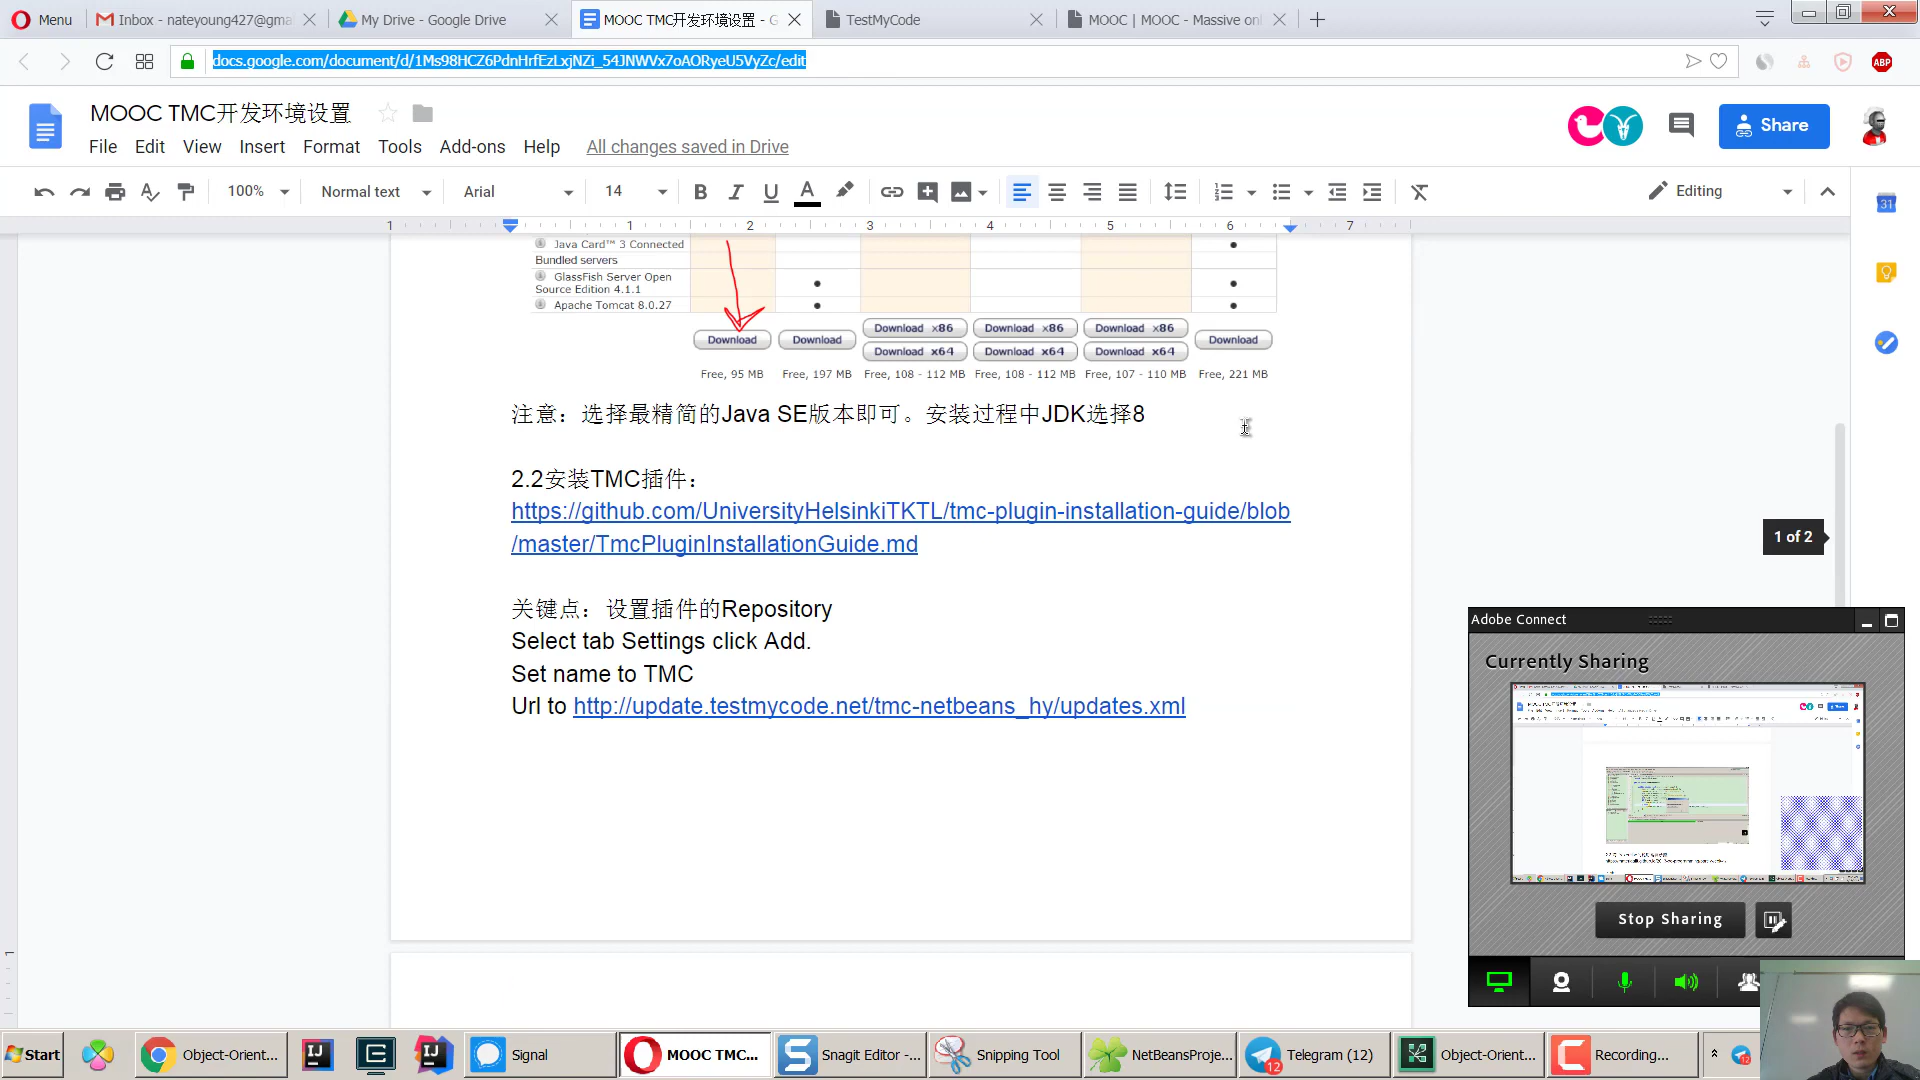 Menu
Inbox - nateyoung427@gma
My Drive - Google Drive
MOOC TMC开发环境设置 - G
TestMyCode
MOOC | MOOC - Massive onl
docs.google.com/document/d/1Ms98HCZ6PdnHrfEzLxjNZi_54JNWVx7oAORyeU5VyZc/edit
ABP
MOOC TMC开发环境设置
Share
File Edit View Insert Format Tools Add-ons Help All changes saved in Drive
100% Normal text Arial 14 B I U A Editing
31
1 1 2 3 4 5 6 7
Java Card™ 3 Connected
Bundled servers
GlassFish Server Open
Source Edition 4.1.1
Apache Tomcat 8.0.27
Download x86 Download x86 Download x86
Download Download Download
Download x64 Download x64 Download x64
Free, 95 MB Free, 197 MB Free, 108 - 112 MB Free, 108 - 112 MB Free, 107 - 110 MB Free, 221 MB
注意：选择最精简的Java SE版本即可。安装过程中JDK选择8
2.2安装TMC插件：
https://github.com/UniversityHelsinkiTKTL/tmc-plugin-installation-guide/blob
/master/TmcPluginInstallationGuide.md
1 of 2
关键点：设置插件的Repository
Select tab Settings click Add.
Set name to TMC
Url to http://update.testmycode.net/tmc-netbeans_hy/updates.xml
Adobe Connect
Currently Sharing
Stop Sharing
Start
Object-Orient...
Signal
MOOC TMC...
Snagit Editor -...
Snipping Tool
NetBeansProje...
Telegram (12)
12
Object-Orient...
Recording...